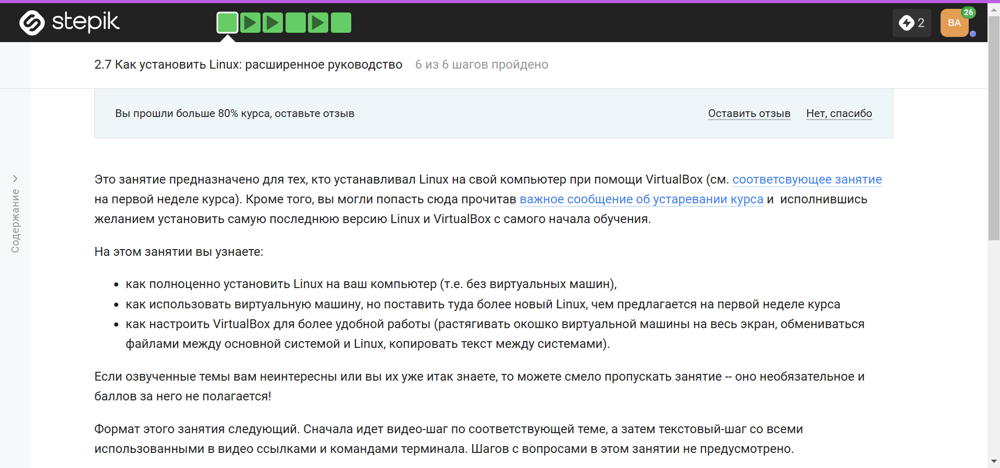 stepik
2
BA
26
2.7 Как установить Linux: расширенное руководство 6 из 6 шагов пройдено
Вы прошли больше 80% курса, оставьте отзыв
Оставить отзыв
Нет, спасибо
Содержание
Это занятие предназначено для тех, кто устанавливал Linux на свой компьютер при помощи VirtualBox (см. соответсвующее занятие
на первой неделе курса). Кроме того, вы могли попасть сюда прочитав важное сообщение об устаревании курса и исполнившись
желанием установить самую последнюю версию Linux и VirtualBox с самого начала обучения.
На этом занятии вы узнаете:
• как полноценно установить Linux на ваш компьютер (т.е. без виртуальных машин),
• как использовать виртуальную машину, но поставить туда более новый Linux, чем предлагается на первой неделе курса
• как настроить VirtualBox для более удобной работы (растягивать окошко виртуальной машины на весь экран, обмениваться
файлами между основной системой и Linux, копировать текст между системами).
Если озвученные темы вам неинтересны или вы их уже итак знаете, то можете смело пропускать занятие -- оно необязательное и
баллов за него не полагается!
Формат этого занятия следующий. Сначала идет видео-шаг по соответствующей теме, а затем текстовый-шаг со всеми
использованными в видео ссылками и командами терминала. Шагов с вопросами в этом занятии не предусмотрено.